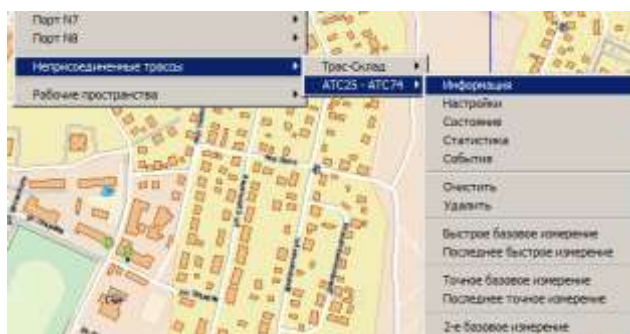 Порт N7
Порт N8
Неприсоединенные трассы
Рабочие пространства
Трас-Склад
АТС25 - АТС74
Информация
Настройки
Состояние
Статистика
События
Очистить
Удалить
Быстрое базовое измерение
Последнее быстрое измерение
Точное базовое измерение
Последнее точное измерение
2-е базовое измерение